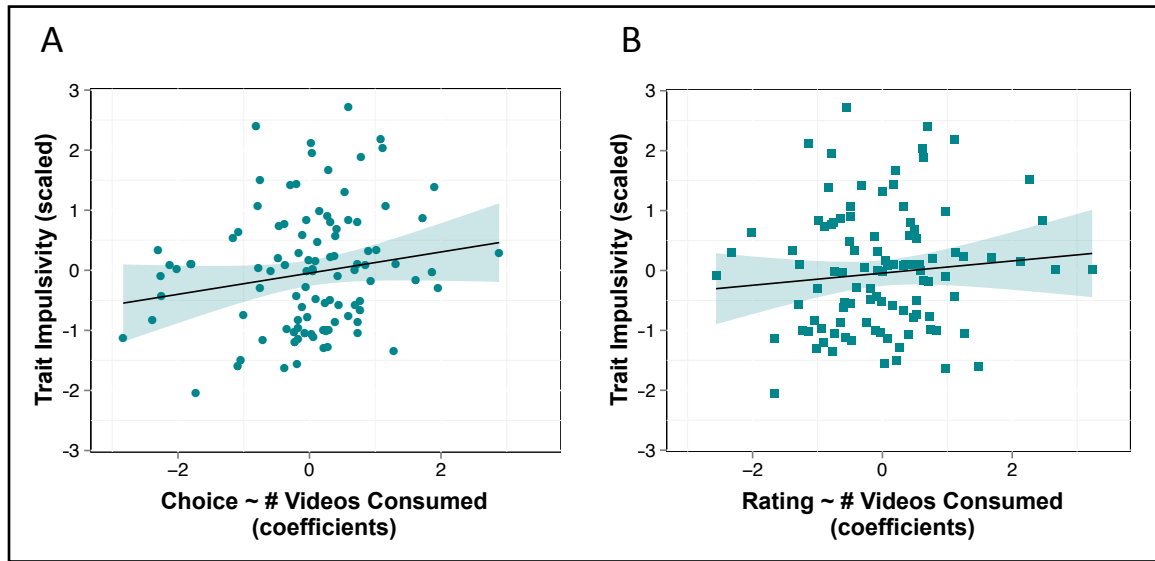 A
B
Trait Impulsivity (scaled)
3
2
1
0
−1
−2
−3
−2
0
2
Choice ~ # Videos Consumed
(coefficients)
Trait Impulsivity (scaled)
3
2
1
0
−1
−2
−3
−2
0
2
Rating ~ # Videos Consumed
(coefficients)